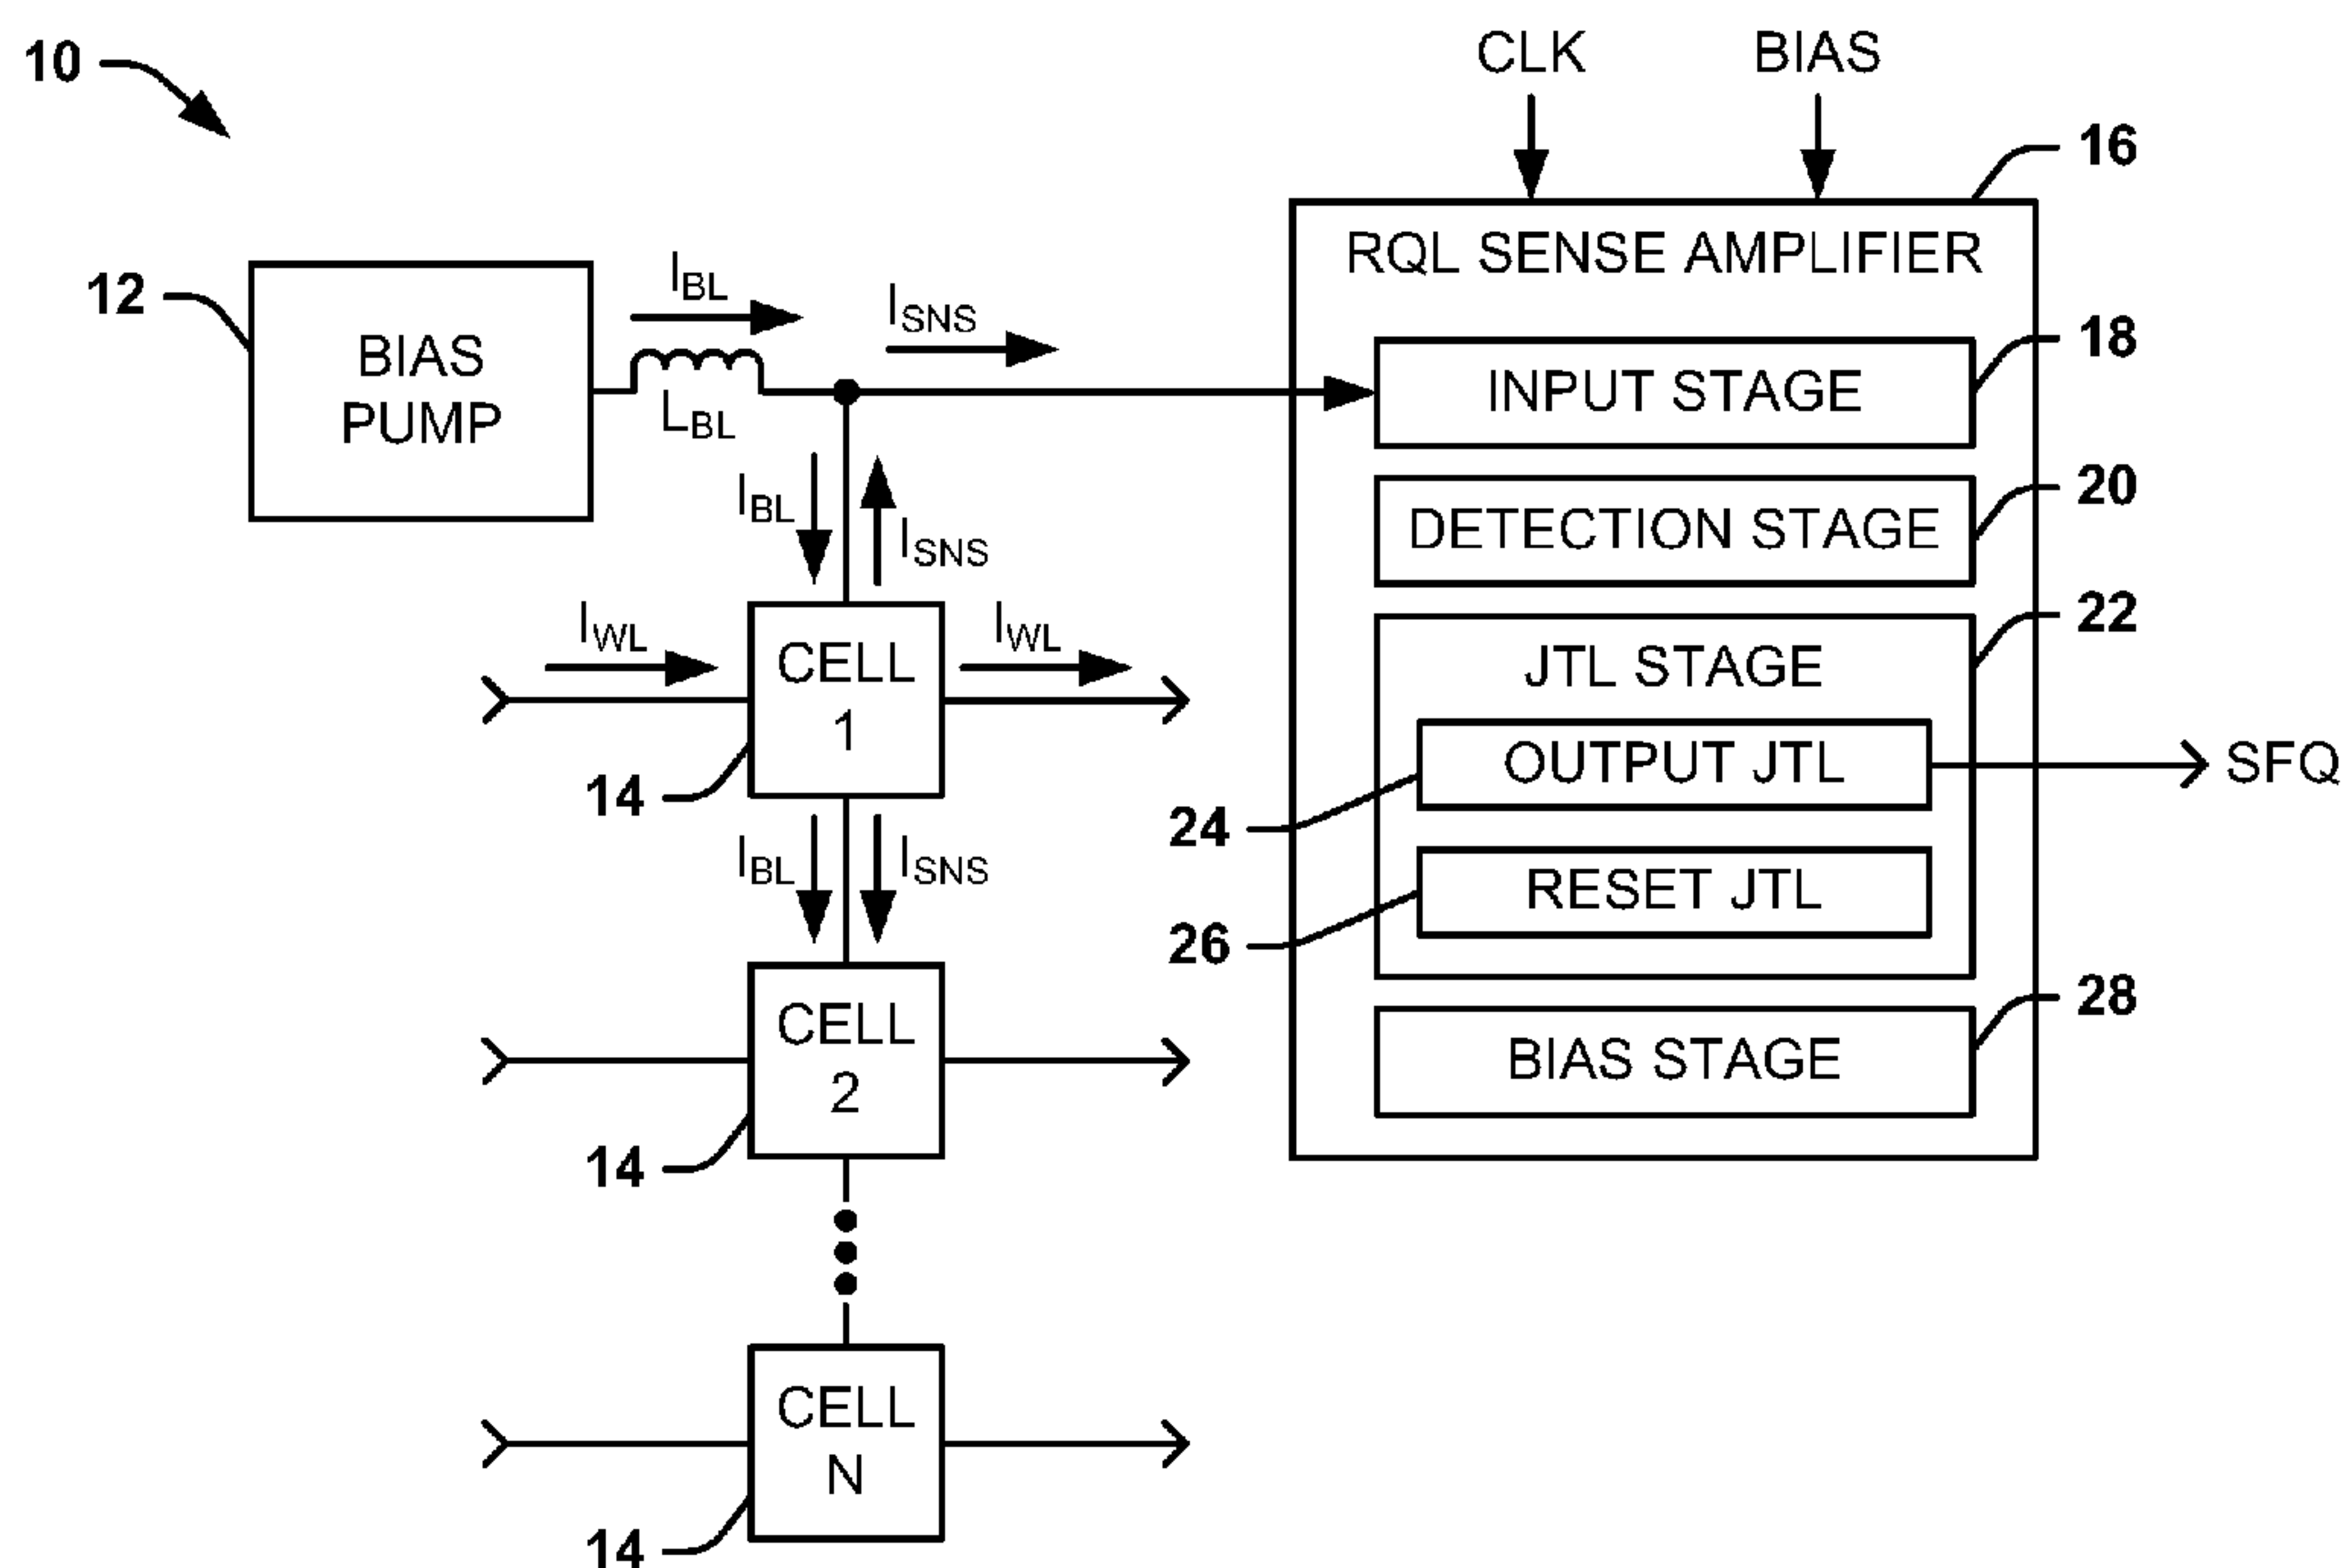 10
CLK
BIAS
16
RQL SENSE AMPLIFIER
12
BIAS
PUMP
IBL
ISNS
LBL
18
INPUT STAGE
20
DETECTION STAGE
IBL
ISNS
22
JTL STAGE
IWL
CELL
1
IWL
14
OUTPUT JTL
SFQ
24
IBL
ISNS
RESET JTL
26
CELL
2
14
28
BIAS STAGE
CELL
N
14